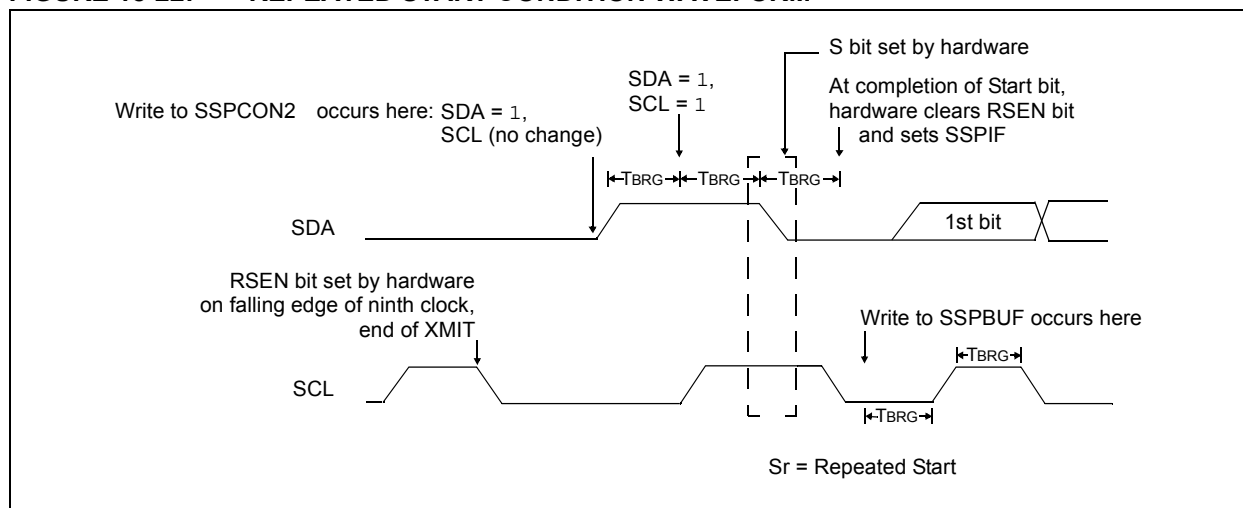 S bit set by hardware
SDA = 1,
SCL = 1
At completion of Start bit,
hardware clears RSEN bit
and sets SSPIF
Write to SSPCON2 occurs here: SDA = 1,
SCL (no change)
TBRG TBRG TBRG
SDA
1st bit
RSEN bit set by hardware
on falling edge of ninth clock,
end of XMIT
Write to SSPBUF occurs here
TBRG
SCL
TBRG
Sr = Repeated Start